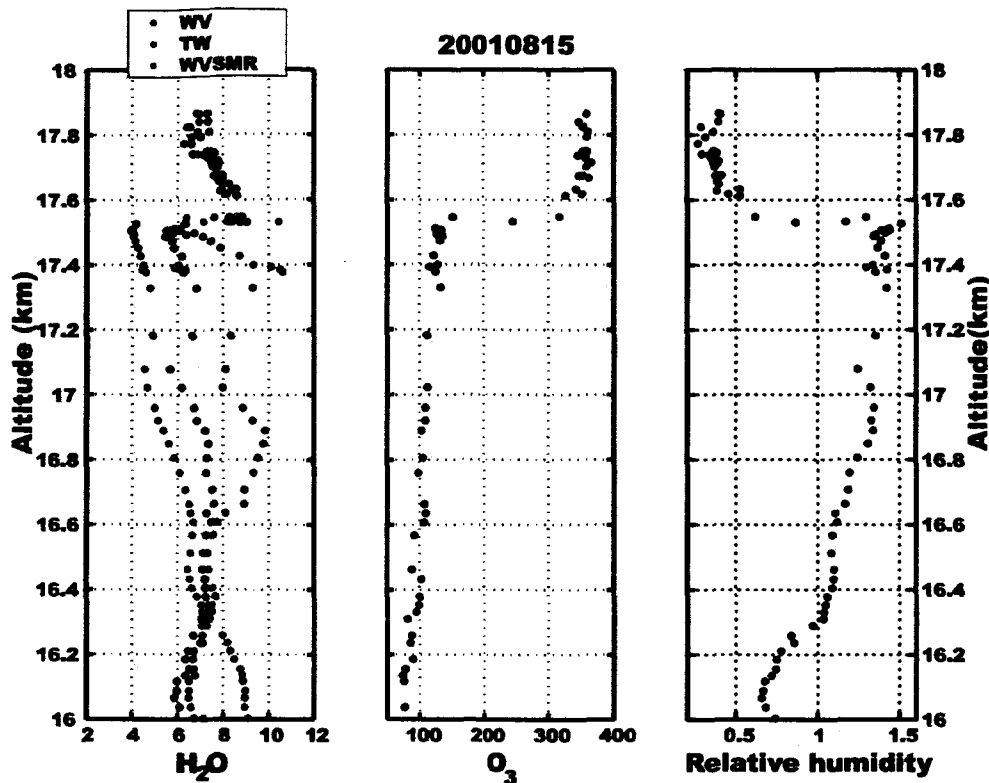 WV
TW
WVSMR
20010815
18
17.8
17.6
17.4
17.2
17
16.8
16.6
16.4
16.2
16
Altitude (km)
2 4 6 8 10 12
H2O
100 200 300 400
O3
0.5 1 1.5
Relative humidity
18
17.8
17.6
17.4
17.2
17
16.8
16.6
16.4
16.2
16
Altitude(km)